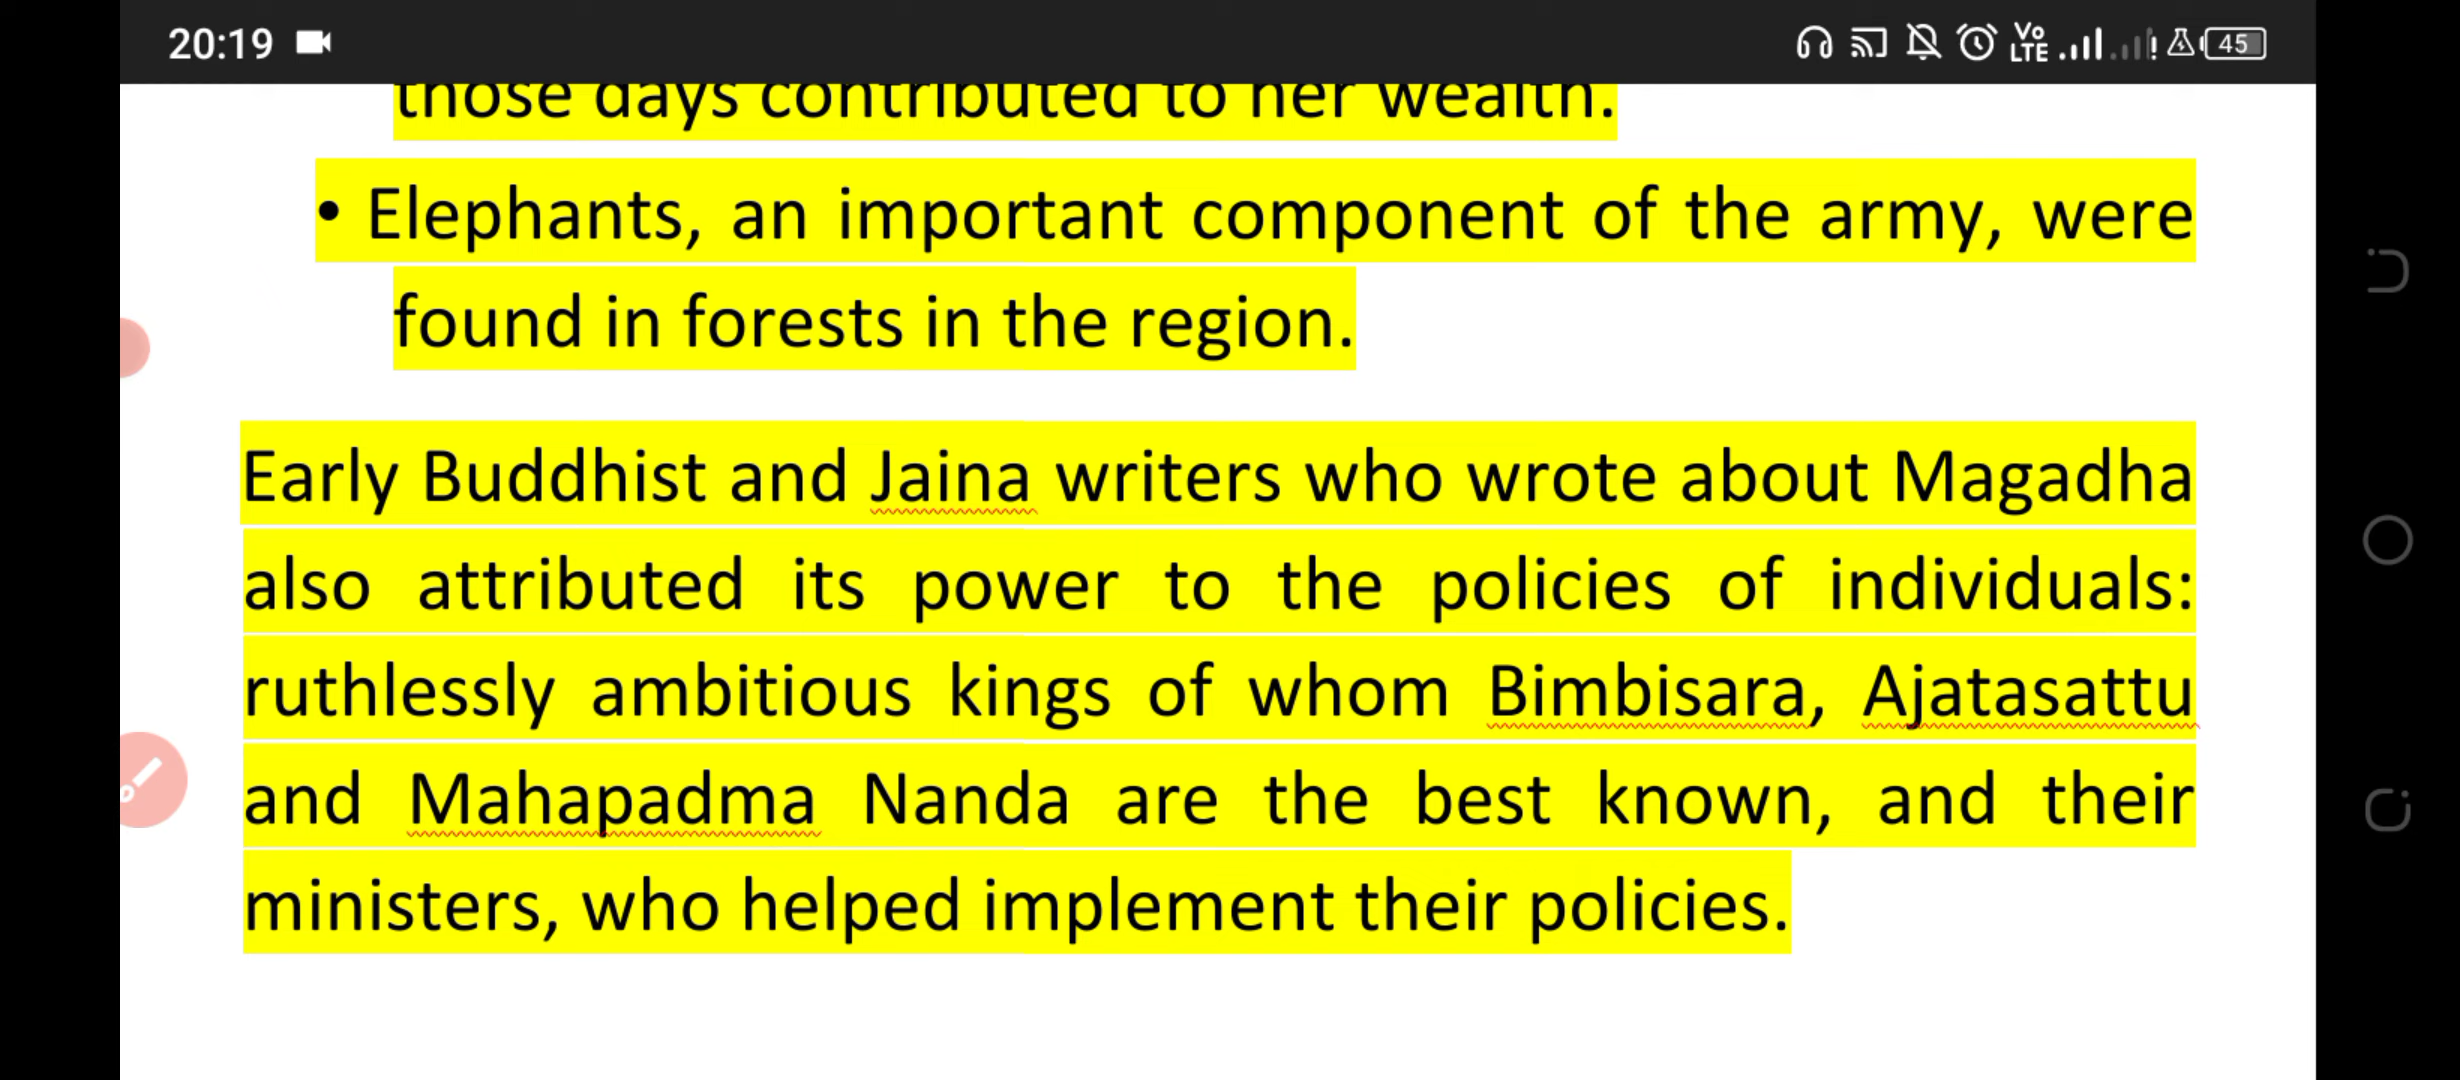 20:19 Vo LTE ! 45
those days contributed to her wealth.
• Elephants, an important component of the army, were
found in forests in the region.
Early Buddhist and Jaina writers who wrote about Magadha
also attributed its power to the policies of individuals:
ruthlessly ambitious kings of whom Bimbisara, Ajatasattu
and Mahapadma Nanda are the best known, and their
ministers, who helped implement their policies.